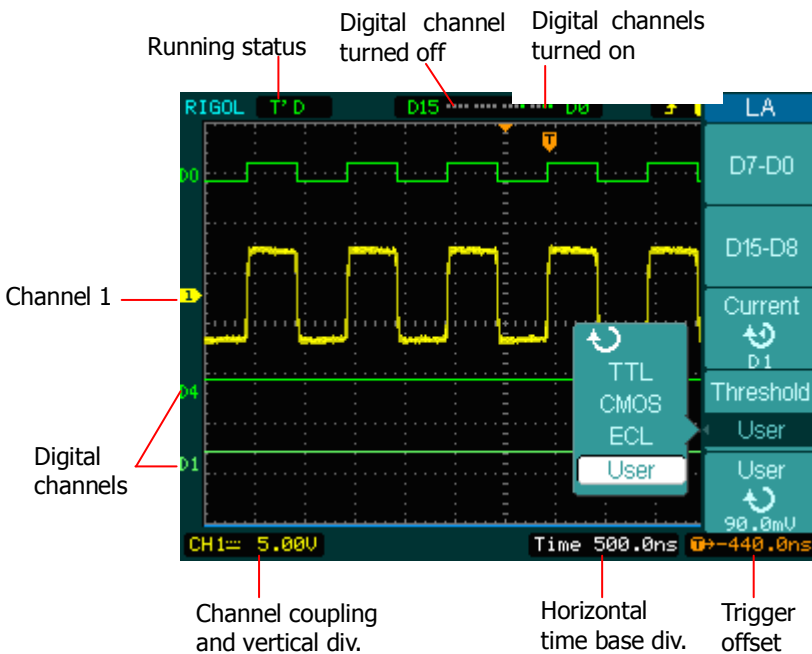 Digital channel
turned off
Digital channels
turned on
Running status
RIGOL T'D D15 D0 LA
D7-D0
D0
D15-D8
Channel 1
1
T
Current
D1
TTL
CMOS
ECL
User
Threshold
User
D4
Digital
channels
D1
User
90.0mV
CH1 5.00V Time 500.0ns T→-440.0ns
Channel coupling
and vertical div.
Horizontal
time base div.
Trigger
offset